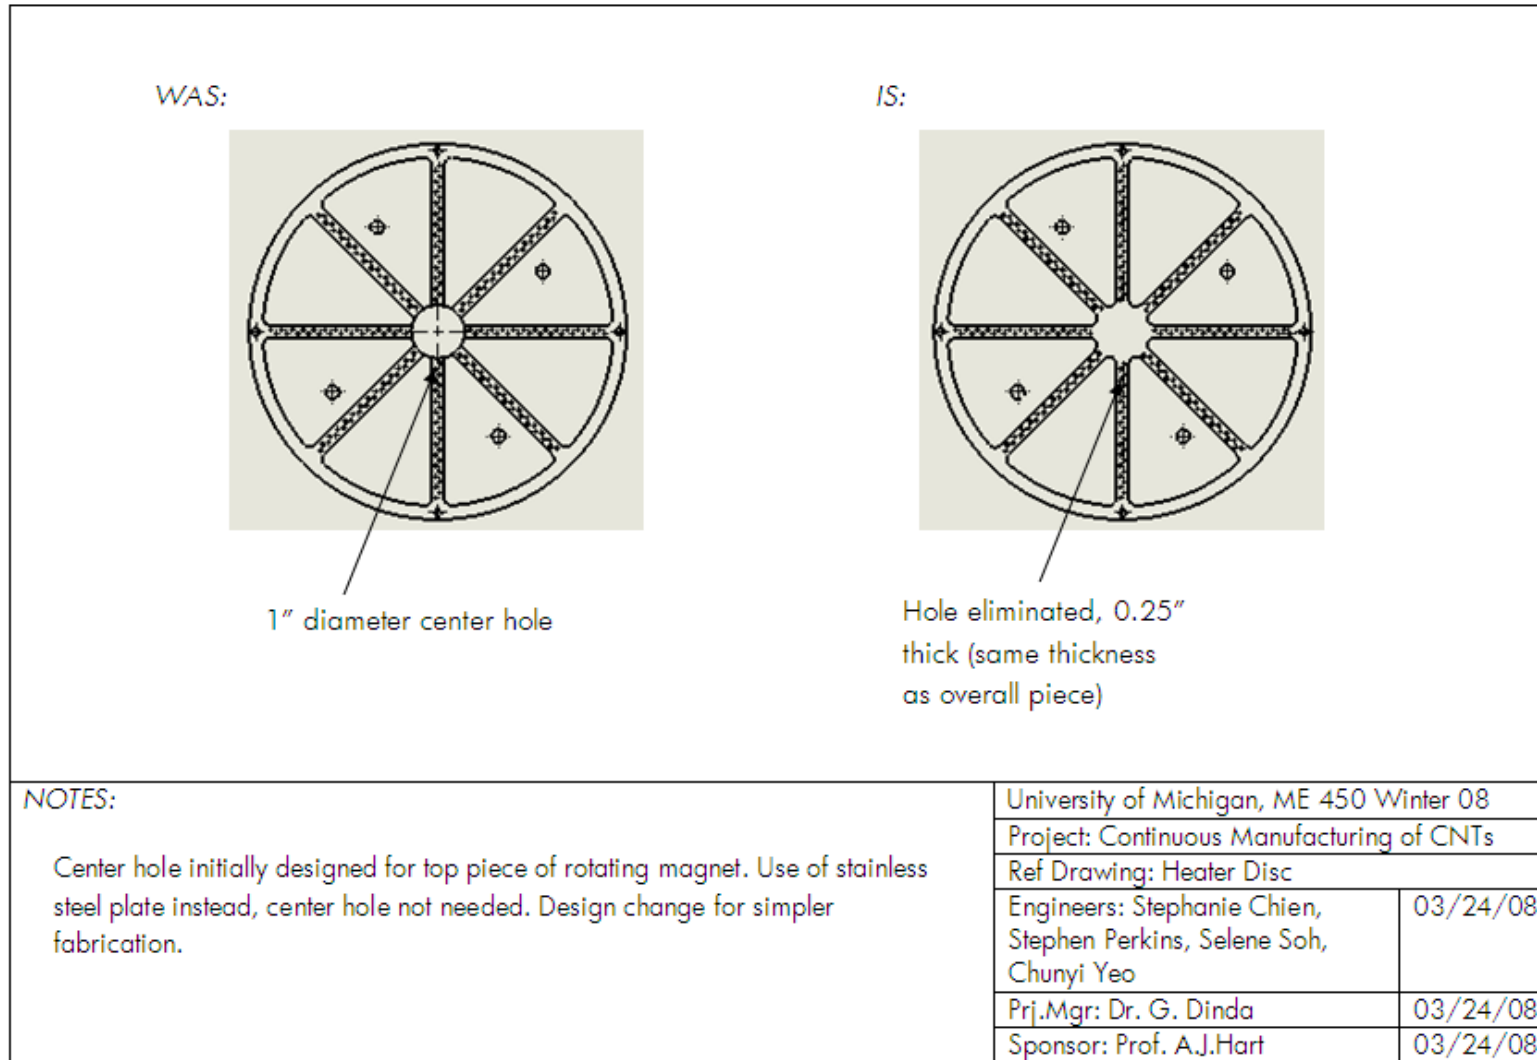 WAS:
IS:
1” diameter center hole
Hole eliminated, 0.25”
thick (same thickness
as overall piece)
NOTES:
Center hole initially designed for top piece of rotating magnet. Use of stainless
steel plate instead, center hole not needed. Design change for simpler
fabrication.
University of Michigan, ME 450 Winter 08
Project: Continuous Manufacturing of CNTs
Ref Drawing: Heater Disc
Engineers: Stephanie Chien, 03/24/08
Stephen Perkins, Selene Soh,
Chunyi Yeo
Prj.Mgr: Dr. G. Dinda 03/24/08
Sponsor: Prof. A.J.Hart 03/24/08